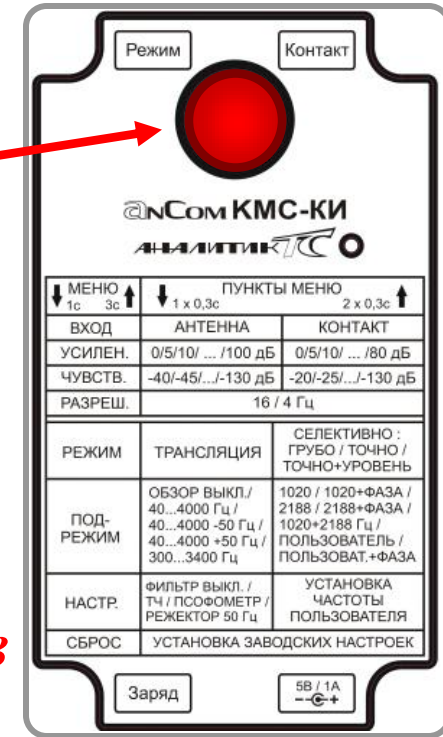 Режим Контакт
AnCom КМС-КИ
АНАЛИТИК ТС
МЕНЮ ПУНКТЫ МЕНЮ
1с 3с 1 x 0,3с 2 x 0,3с
ВХОД АНТЕННА КОНТАКТ
УСИЛЕН. 0/5/10/ ... /100 дБ 0/5/10/ ... /80 дБ
ЧУВСТВ. -40/-45/.../-130 дБ -20/-25/.../-130 дБ
РАЗРЕШ. 16 / 4 Гц
РЕЖИМ ТРАНСЛЯЦИЯ СЕЛЕКТИВНО :
ГРУБО / ТОЧНО /
ТОЧНО+УРОВЕНЬ
ПОД-
РЕЖИМ
ОБЗОР ВЫКЛ./
40...4000 Гц /
40...4000 -50 Гц /
40...4000 +50 Гц /
300...3400 Гц
1020 / 1020+ФАЗА /
2188 / 2188+ФАЗА /
1020+2188 Гц /
ПОЛЬЗОВАТЕЛЬ /
ПОЛЬЗОВАТ.+ФАЗА
НАСТР.
ФИЛЬТР ВЫКЛ. /
ТЧ / ПСОФОМЕТР /
РЕЖЕКТОР 50 Гц
УСТАНОВКА
ЧАСТОТЫ
ПОЛЬЗОВАТЕЛЯ
СБРОС УСТАНОВКА ЗАВОДСКИХ НАСТРОЕК
Заряд 5В / 1А